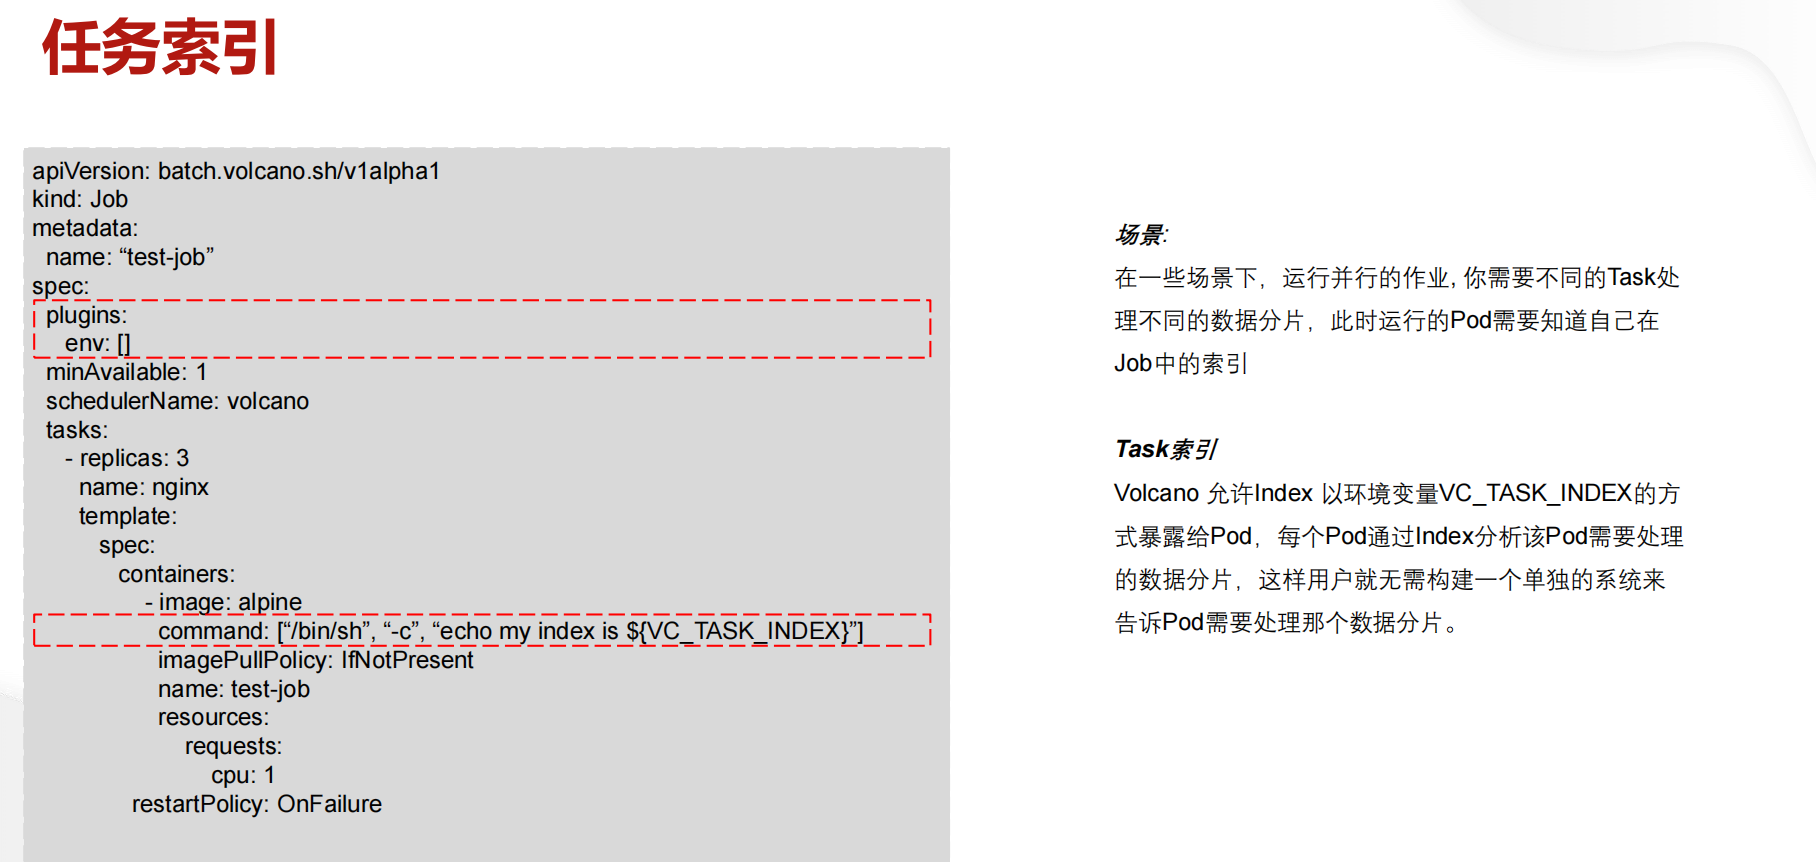 任务索引
apiVersion: batch.volcano.sh/v1alpha1
kind: Job
metadata:
  name: “test-job”
spec:
  plugins:
    env: []
  minAvailable: 1
  schedulerName: volcano
  tasks:
    - replicas: 3
      name: nginx
      template:
        spec:
          containers:
            - image: alpine
              command: [“/bin/sh”, “-c”, “echo my index is ${VC_TASK_INDEX}”]
              imagePullPolicy: IfNotPresent
              name: test-job
              resources:
                requests:
                  cpu: 1
            restartPolicy: OnFailure
场景:
在一些场景下，运行并行的作业, 你需要不同的Task处
理不同的数据分片，此时运行的Pod需要知道自己在
Job中的索引
Task索引
Volcano 允许Index 以环境变量VC_TASK_INDEX的方
式暴露给Pod，每个Pod通过Index分析该Pod需要处理
的数据分片，这样用户就无需构建一个单独的系统来
告诉Pod需要处理那个数据分片。